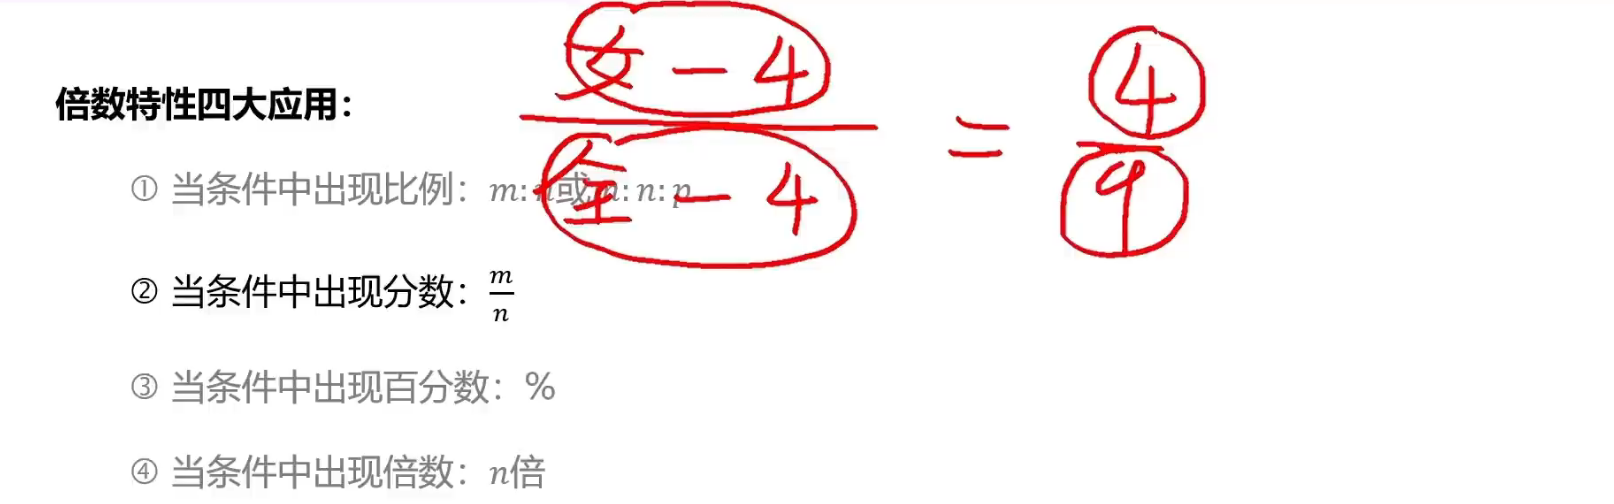 女-4
全-4
=
4
9
倍数特性四大应用：
① 当条件中出现比例：m:n或m:n:p
② 当条件中出现分数：m/n
③ 当条件中出现百分数：%
④ 当条件中出现倍数：n倍